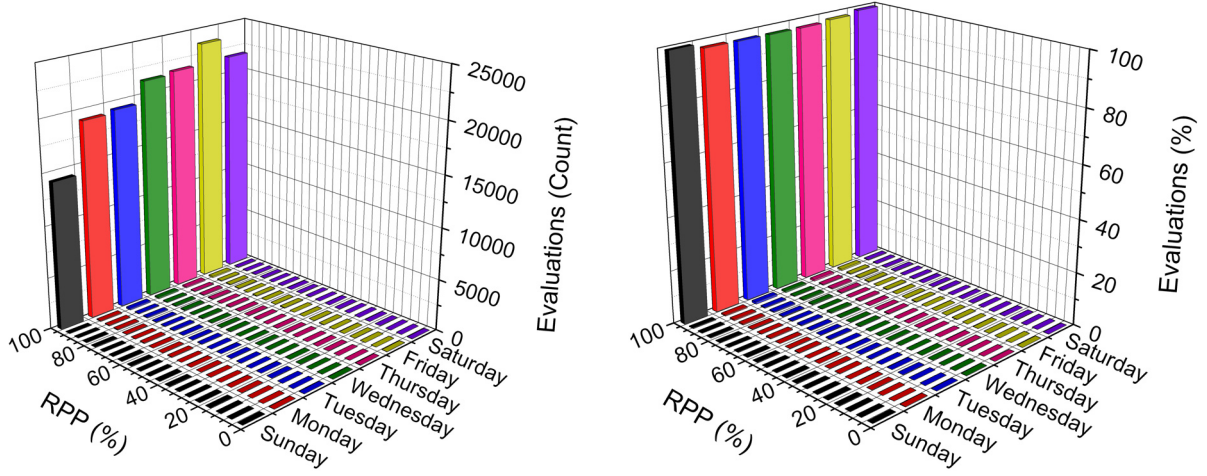 25000
20000
15000
10000
5000
0
Evaluations (Count)
100
80
60
40
20
0
RPP (%)
Sunday
Monday
Tuesday
Wednesday
Thursday
Friday
Saturday
100
80
60
40
20
0
Evaluations (%)
100
80
60
40
20
0
RPP (%)
Sunday
Monday
Tuesday
Wednesday
Thursday
Friday
Saturday